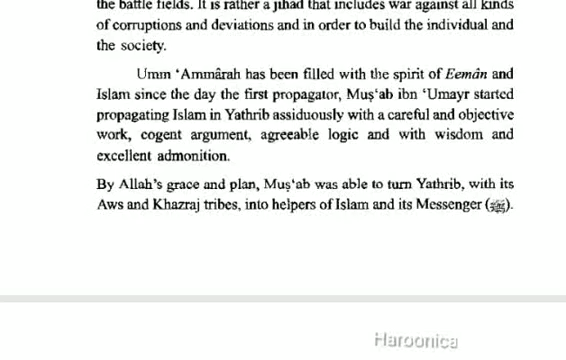 the battle fields. It is rather a jihad that includes war against all kinds
of corruptions and deviations and in order to build the individual and
the society.
Umm ‘Ammârah has been filled with the spirit of Eemân and
Islam since the day the first propagator, Muṣ‘ab ibn ‘Umayr started
propagating Islam in Yathrib assiduously with a careful and objective
work, cogent argument, agreeable logic and with wisdom and
excellent admonition.
By Allah’s grace and plan, Muṣ‘ab was able to turn Yathrib, with its
Aws and Khazraj tribes, into helpers of Islam and its Messenger (ﷺ).
Haroonica